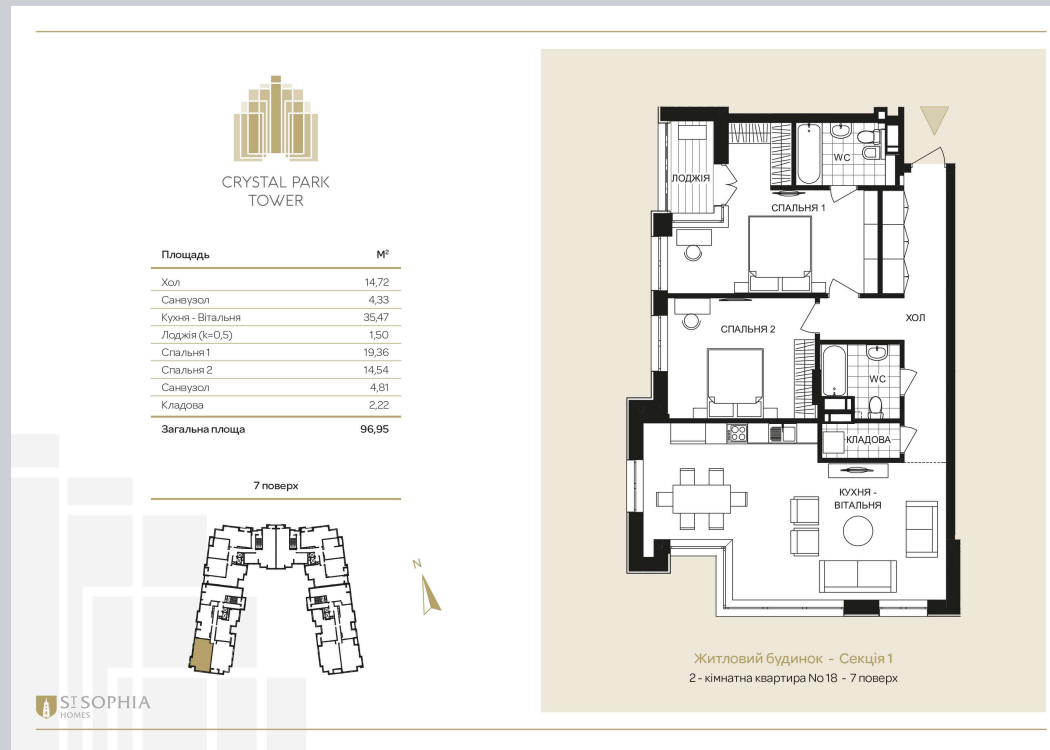 CRYSTAL PARK
TOWER
Площадь М²
Хол 14,72
Санвузол 4,33
Кухня - Вітальня 35,47
Лоджія (k=0,5) 1,50
Спальня 1 19,36
Спальня 2 14,54
Санвузол 4,81
Кладова 2,22
Загальна площа 96,95
7 поверх
N
ST SOPHIA
HOMES
WC
ЛОДЖІЯ
СПАЛЬНЯ 1
ХОЛ
СПАЛЬНЯ 2
WC
КЛАДОВА
КУХНЯ -
ВІТАЛЬНЯ
Житловий будинок - Секція 1
2 - кімнатна квартира No 18 - 7 поверх